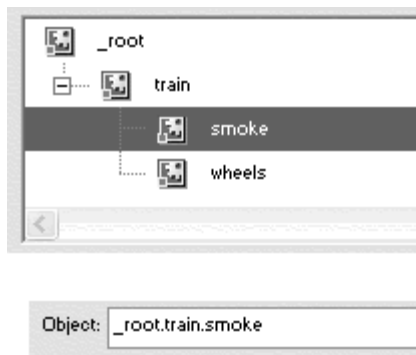 _root
train
smoke
wheels
Object: _root.train.smoke